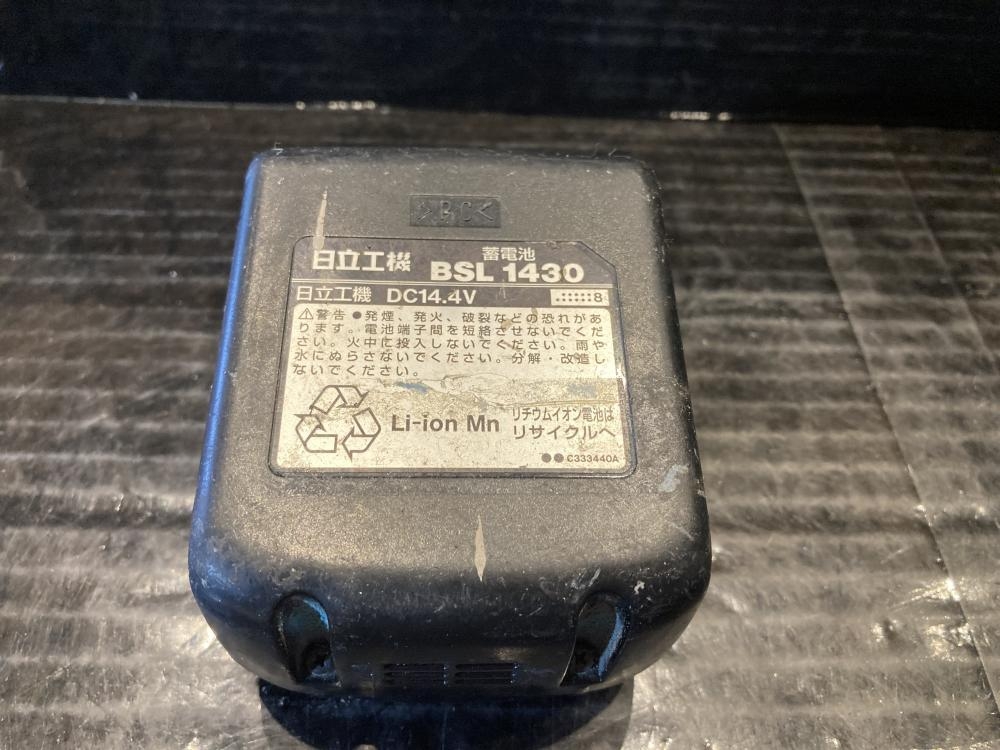 >PC<
日立工機 蓄電池
BSL 1430
日立工機 DC14.4V 8
⚠警告 ●発煙、発火、破裂などの恐れがあ
ります。電池端子間を短絡させないでくだ
さい。火中に投入しないでください。雨や
水にぬらさないでください。分解・改造し
ないでください。
Li-ion Mn リチウムイオン電池は
リサイクルへ
●●C333440A